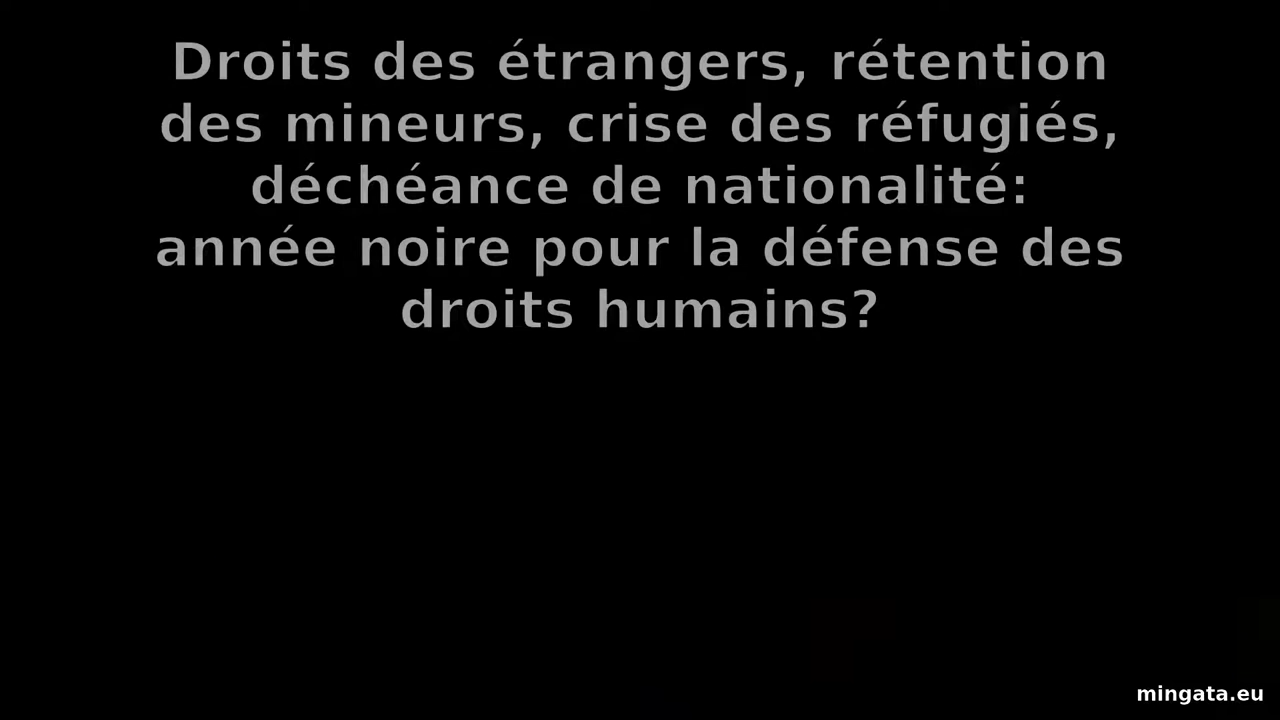 Droits des étrangers, rétention
des mineurs, crise des réfugiés,
déchéance de nationalité:
année noire pour la défense des
droits humains?
mingata.eu